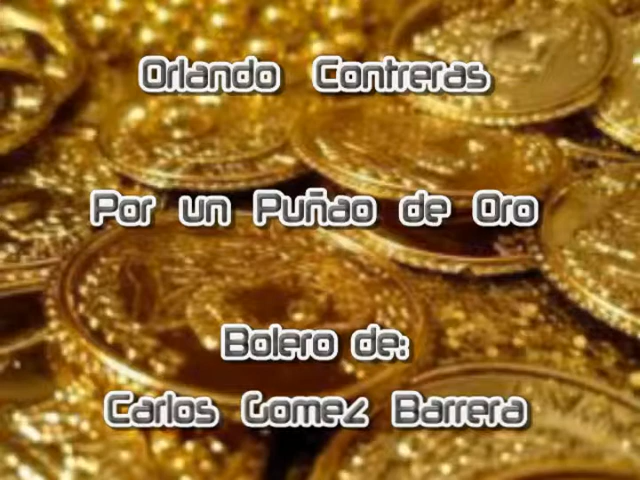 Orlando Contreras
Por un Puñao de Oro
Bolero de:
Carlos Gomez Barrera